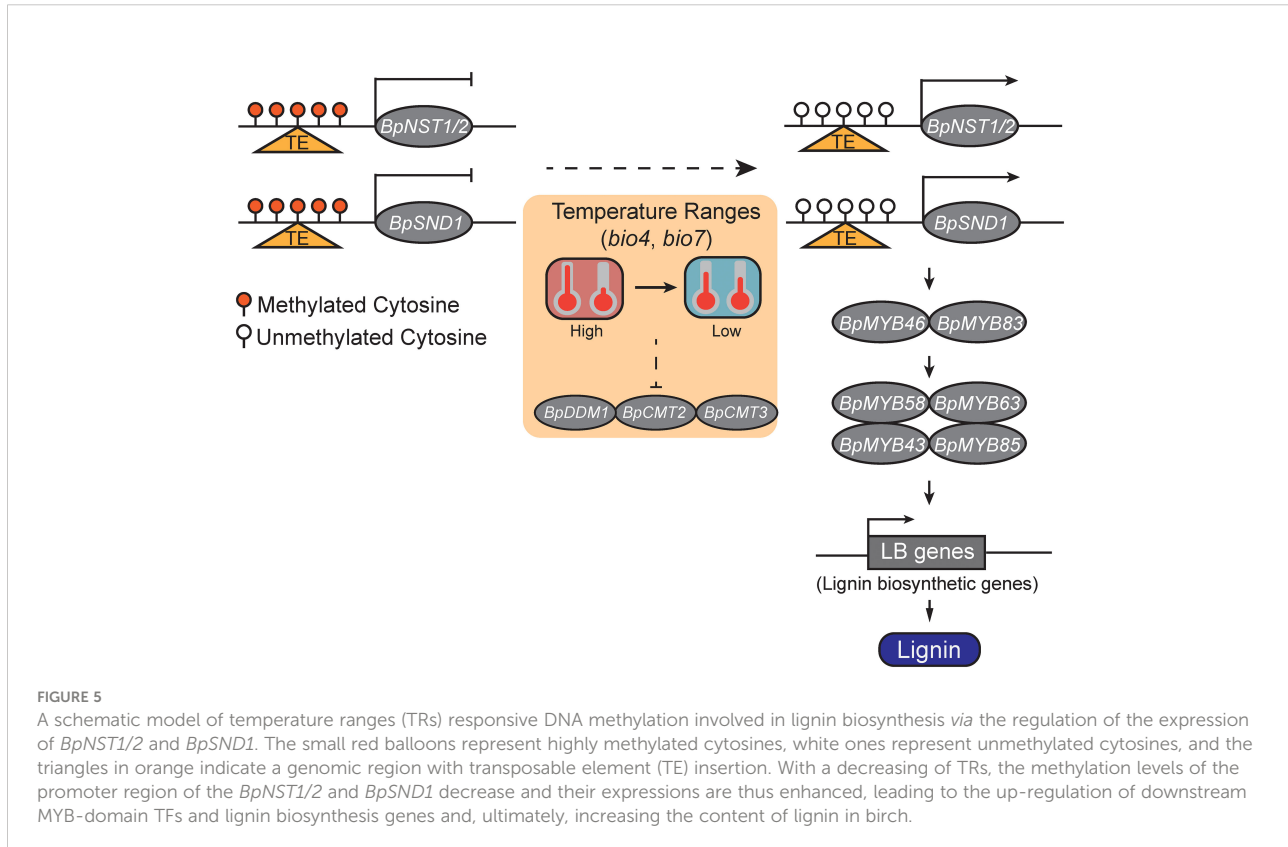 BpNST1/2
TE
BpSND1
TE
Methylated Cytosine
Unmethylated Cytosine
Temperature Ranges
(bio4, bio7)
High
Low
BpDDM1 BpCMT2 BpCMT3
BpNST1/2
TE
BpSND1
TE
BpMYB46 BpMYB83
BpMYB58 BpMYB63
BpMYB43 BpMYB85
LB genes
(Lignin biosynthetic genes)
Lignin
FIGURE 5
A schematic model of temperature ranges (TRs) responsive DNA methylation involved in lignin biosynthesis via the regulation of the expression
of BpNST1/2 and BpSND1. The small red balloons represent highly methylated cytosines, white ones represent unmethylated cytosines, and the
triangles in orange indicate a genomic region with transposable element (TE) insertion. With a decreasing of TRs, the methylation levels of the
promoter region of the BpNST1/2 and BpSND1 decrease and their expressions are thus enhanced, leading to the up-regulation of downstream
MYB-domain TFs and lignin biosynthesis genes and, ultimately, increasing the content of lignin in birch.